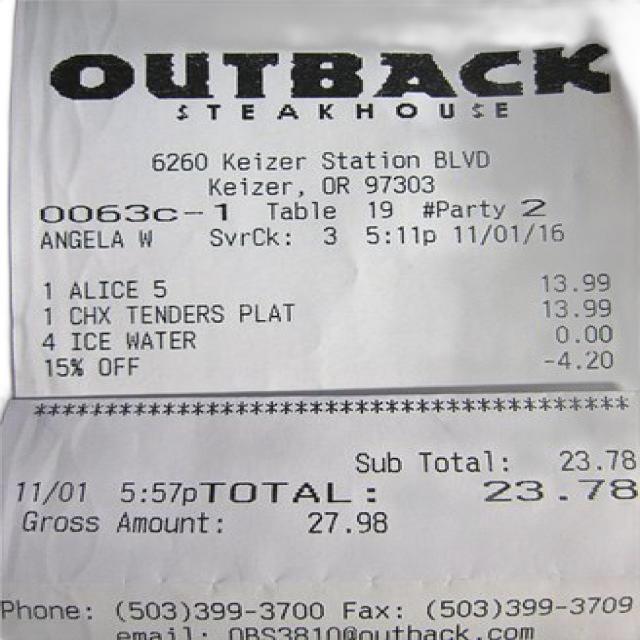 OUTBACK
STEAKHOUSE
6260 Keizer Station BLVD
Keizer, OR 97303
0063c-1 Table 19 #Party 2
ANGELA W SvrCk: 3 5:11p 11/01/16
1 ALICE 5 13.99
1 CHX TENDERS PLAT 13.99
4 ICE WATER 0.00
15% OFF -4.20
****************************************
Sub Total: 23.78
11/01 5:57pTOTAL: 23.78
Gross Amount: 27.98
Phone: (503)399-3700 Fax: (503)399-3709
email: OBS3810@outback.com